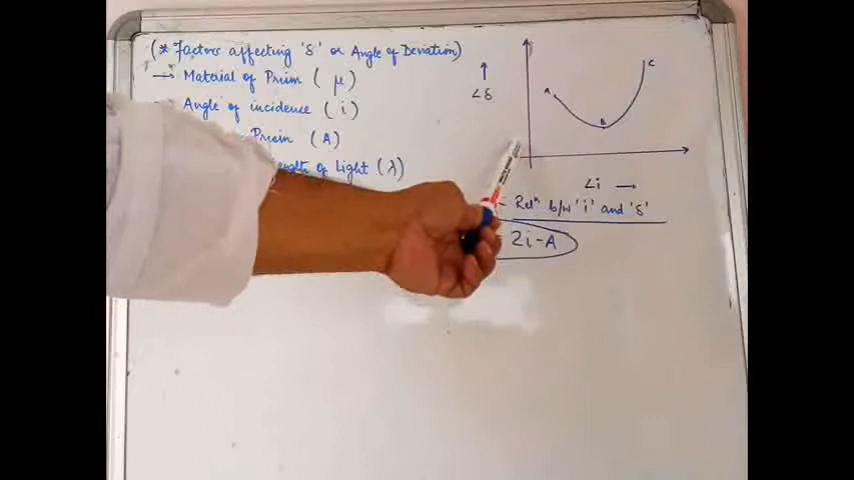 (* Factors affecting 'δ' or Angle of Deviation)
→ Material of Prism ( μ )
Angle of incidence ( i )
Prism (A)
of Light (λ)
∠δ
A
B
C
∠i →
- Relⁿ b/w 'i' and 'δ'
2i-A